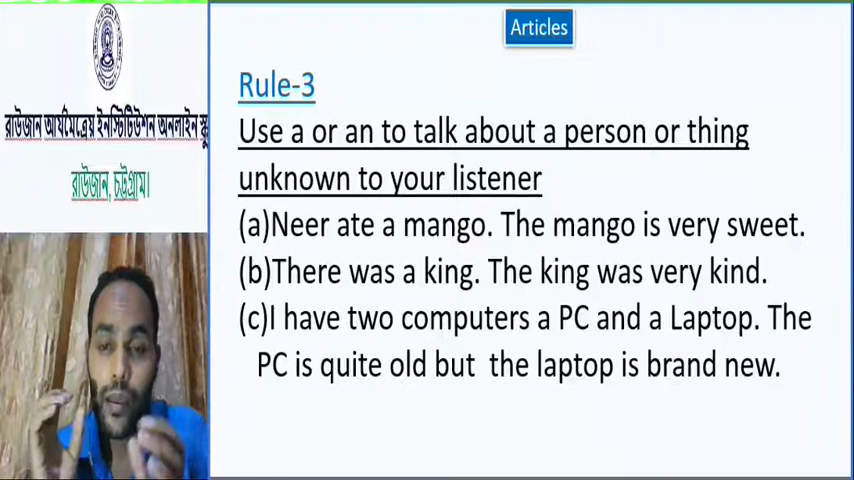 Articles
রাউজান আর্যমৈত্রেয় ইনস্টিটিউশন অনলাইন স্কু
রাউজান, চট্টগ্রাম।
Rule-3
Use a or an to talk about a person or thing
unknown to your listener
(a)Neer ate a mango. The mango is very sweet.
(b)There was a king. The king was very kind.
(c)I have two computers a PC and a Laptop. The
PC is quite old but the laptop is brand new.